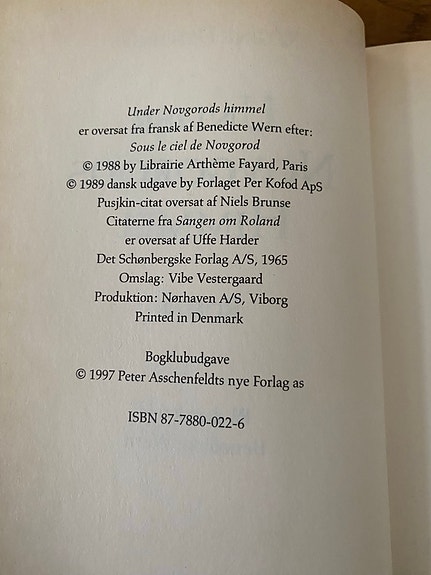 Under Novgorods himmel
er oversat fra fransk af Benedicte Wern efter:
Sous le ciel de Novgorod
© 1988 by Librairie Arthème Fayard, Paris
© 1989 dansk udgave by Forlaget Per Kofod ApS
Pusjkin-citat oversat af Niels Brunse
Citaterne fra Sangen om Roland
er oversat af Uffe Harder
Det Schønbergske Forlag A/S, 1965
Omslag: Vibe Vestergaard
Produktion: Nørhaven A/S, Viborg
Printed in Denmark
Bogklubudgave
© 1997 Peter Asschenfeldts nye Forlag as
ISBN 87-7880-022-6